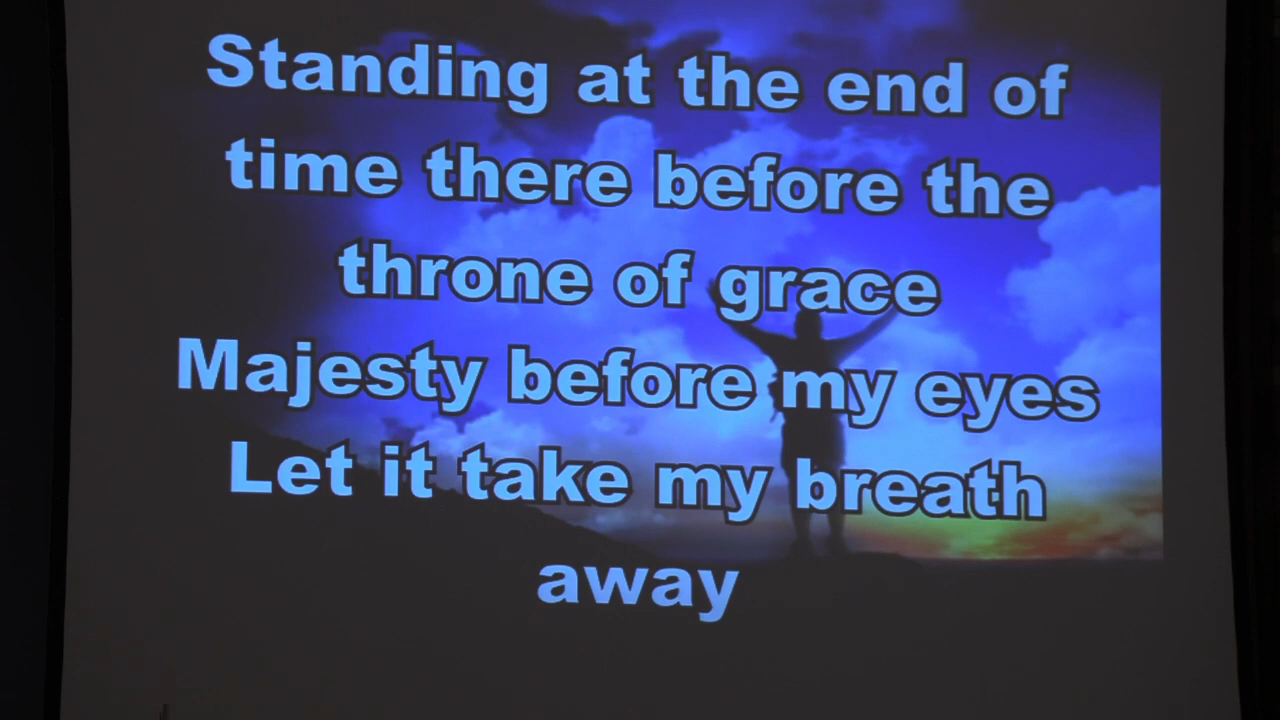 Standing at the end of
time there before the
throne of grace
Majesty before my eyes
Let it take my breath
away